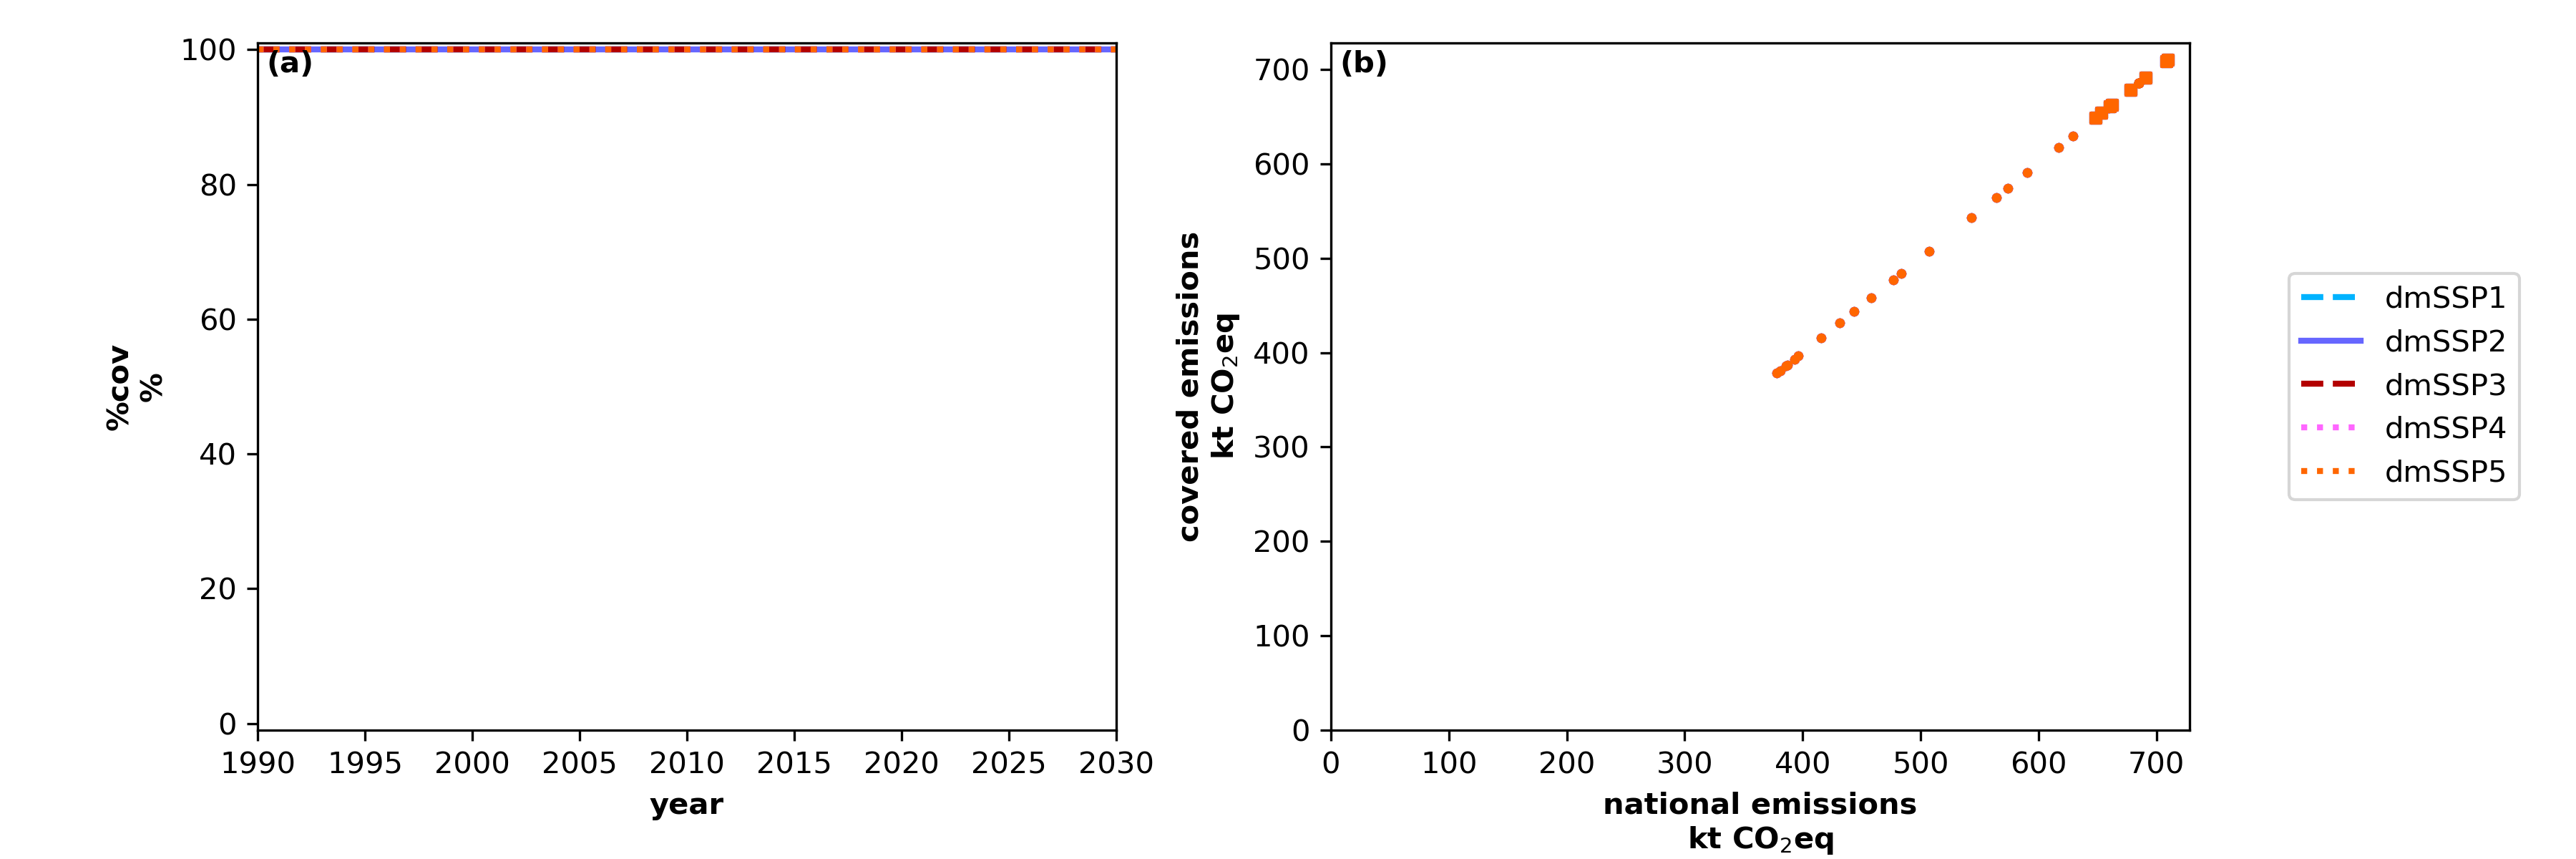 (a)
100
80
60
40
20
0
%cov
%
1990 1995 2000 2005 2010 2015 2020 2025 2030
year
(b)
700
600
500
400
300
200
100
0
covered emissions
kt CO₂eq
0 100 200 300 400 500 600 700
national emissions
kt CO₂eq
dmSSP1
dmSSP2
dmSSP3
dmSSP4
dmSSP5